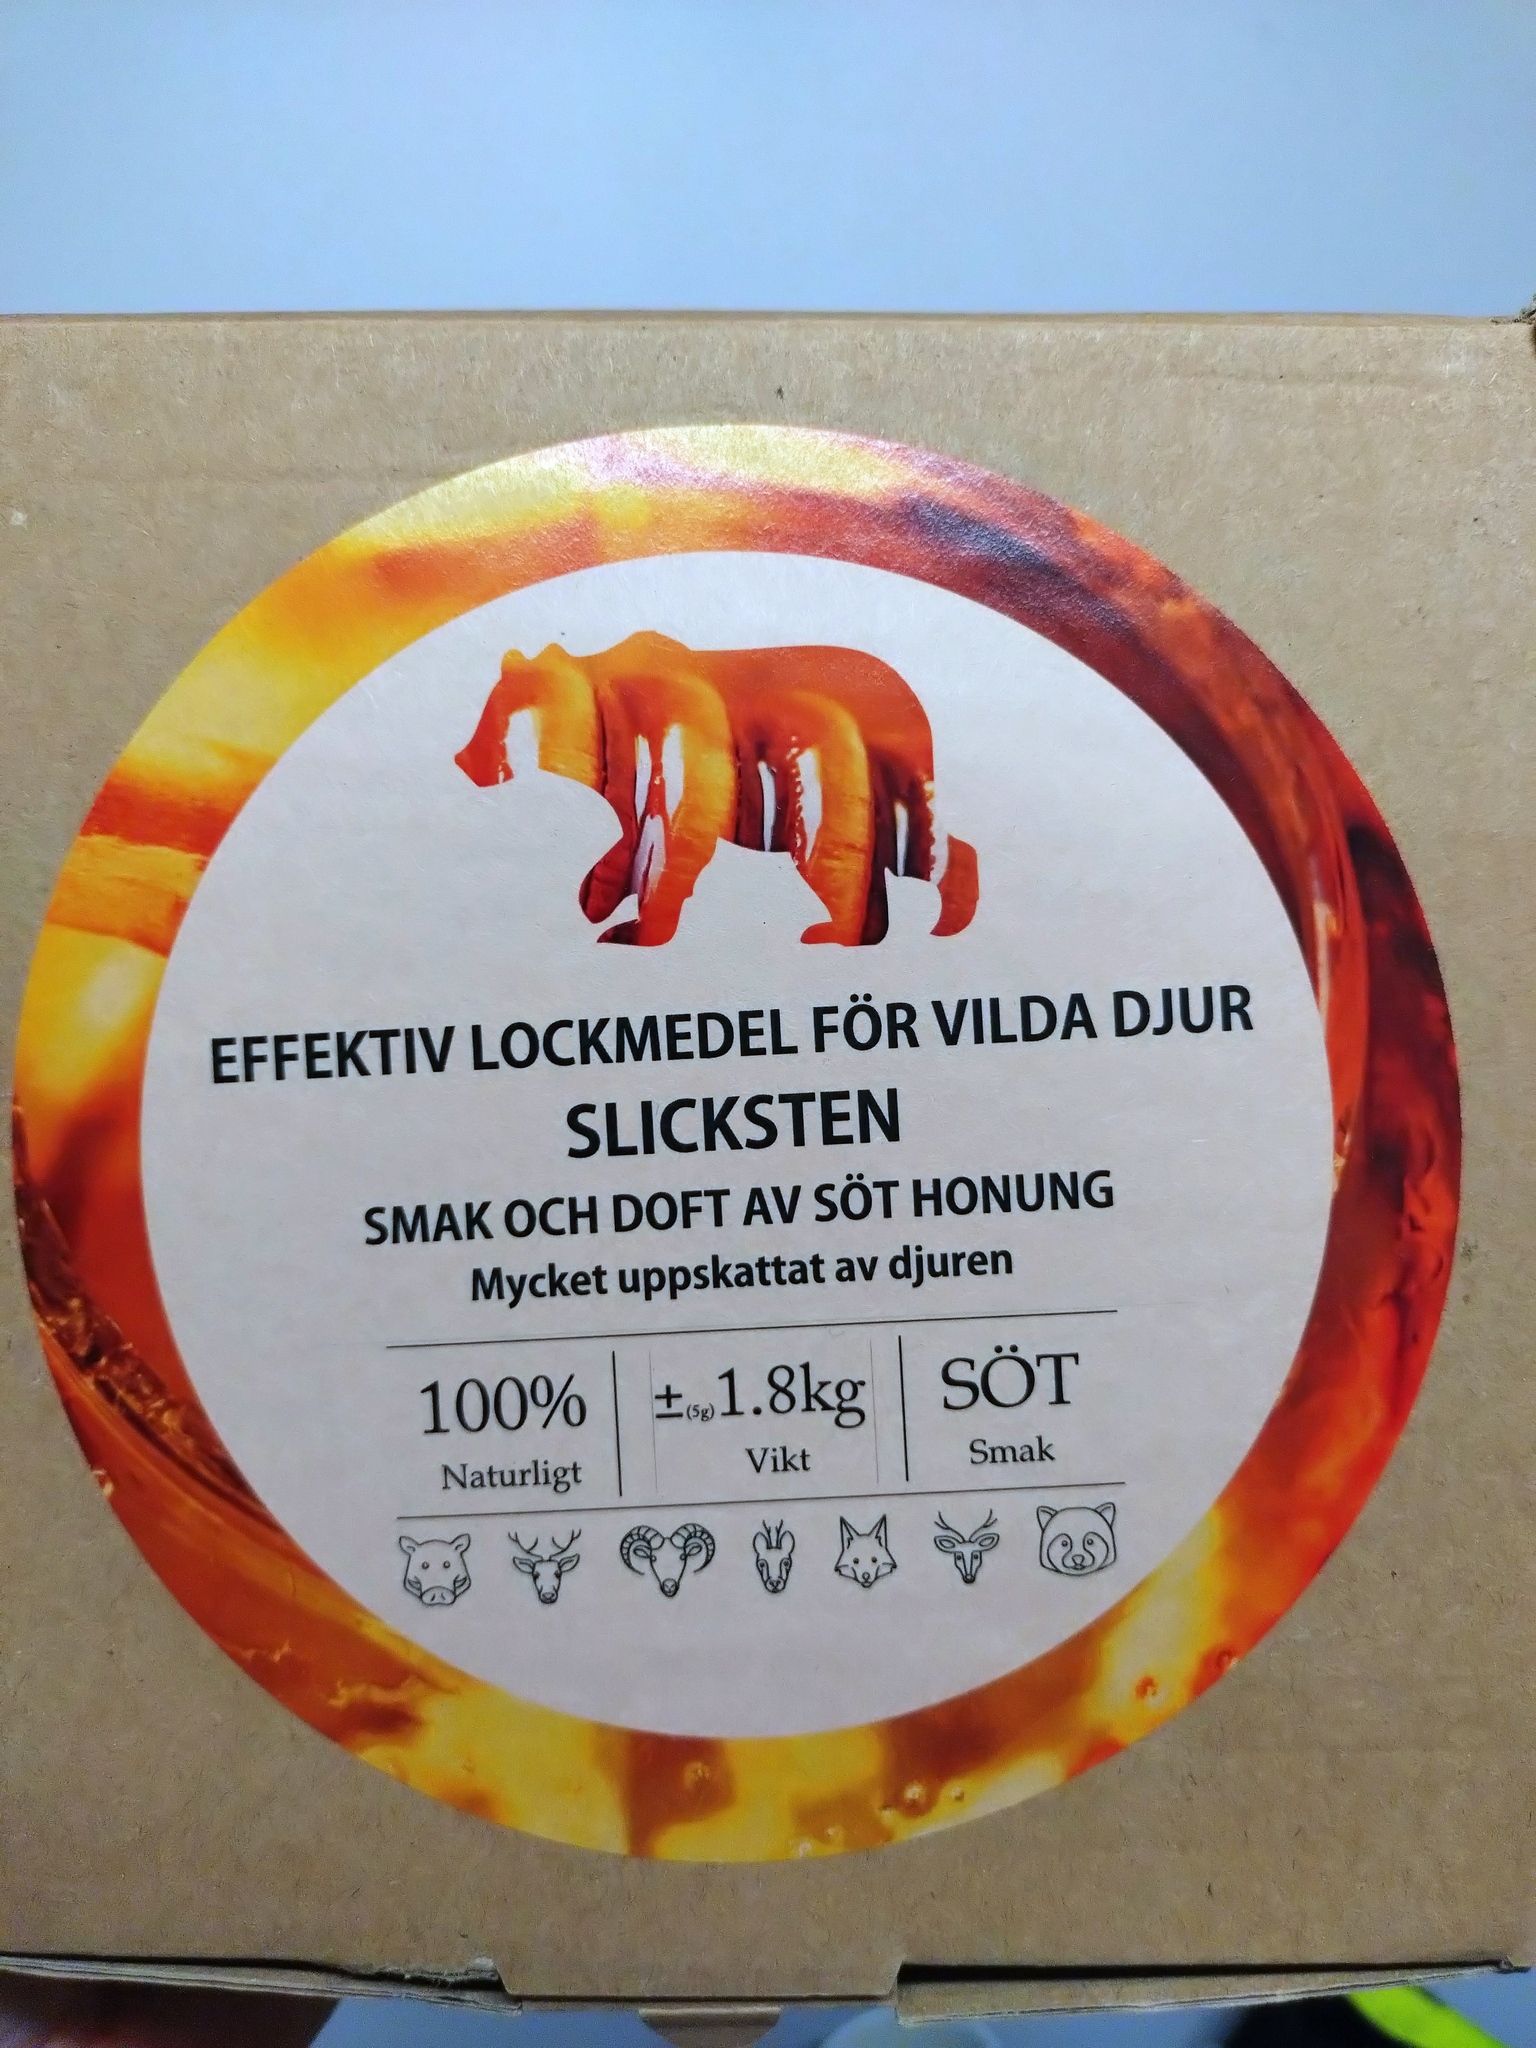 EFFEKTIV LOCKMEDEL FÖR VILDA DJUR
SLICKSTEN
SMAK OCH DOFT AV SÖT HONUNG
Mycket uppskattat av djuren
100% ±(5g)1.8kg SÖT
Naturligt Vikt Smak